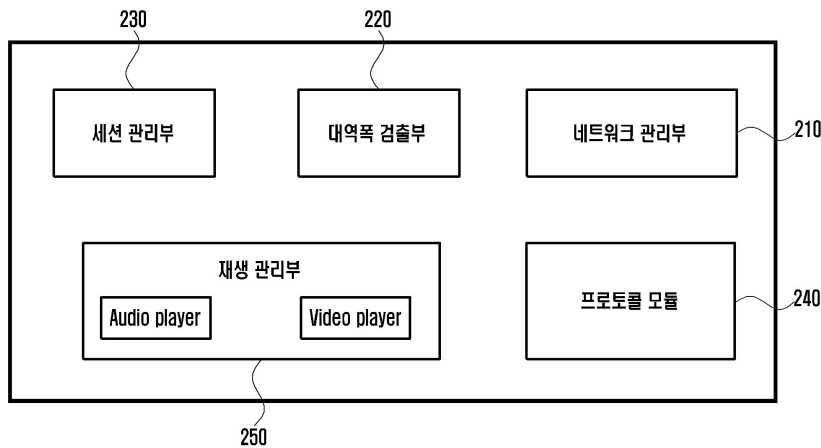 230
220
세션 관리부
대역폭 검출부
네트워크 관리부
210
재생 관리부
Audio player
Video player
프로토콜 모듈
240
250